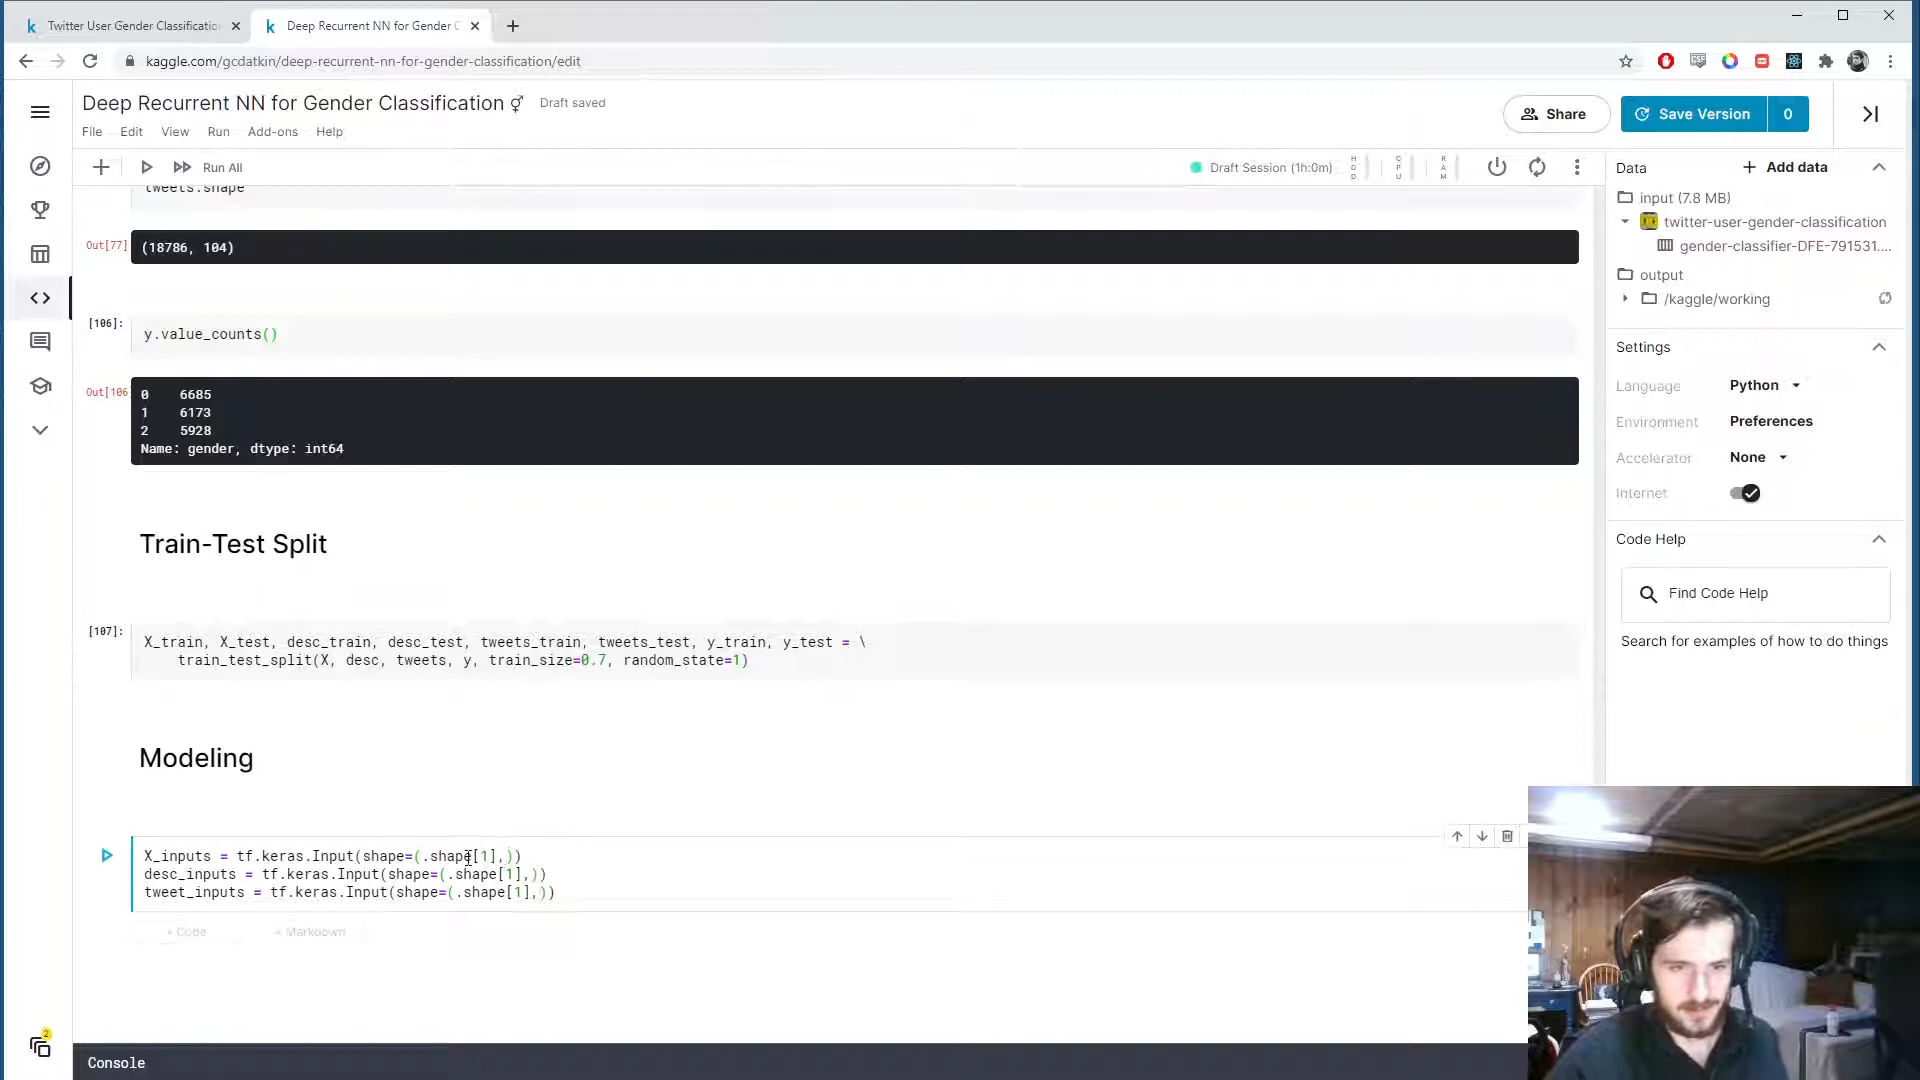 Twitter User Gender Classification
Deep Recurrent NN for Gender C
kaggle.com/gcdatkin/deep-recurrent-nn-for-gender-classification/edit
Deep Recurrent NN for Gender Classification ⚥
Draft saved
Share
Save Version
0
File
Edit
View
Run
Add-ons
Help
Run All
Draft Session (1h:0m)
HDD
CPU
RAM
Data
Add data
input (7.8 MB)
twitter-user-gender-classification
gender-classifier-DFE-791531....
output
/kaggle/working
Settings
Language
Python
Environment
Preferences
Accelerator
None
Internet
Code Help
Find Code Help
Search for examples of how to do things
tweets.shape
Out[77]
(18786, 104)
[106]:
y.value_counts()
Out[106]
0    6685
1    6173
2    5928
Name: gender, dtype: int64
Train-Test Split
[107]:
X_train, X_test, desc_train, desc_test, tweets_train, tweets_test, y_train, y_test = \
    train_test_split(X, desc, tweets, y, train_size=0.7, random_state=1)
Modeling
X_inputs = tf.keras.Input(shape=(.shape[1],))
desc_inputs = tf.keras.Input(shape=(.shape[1],))
tweet_inputs = tf.keras.Input(shape=(.shape[1],))
+ Code
+ Markdown
2
Console